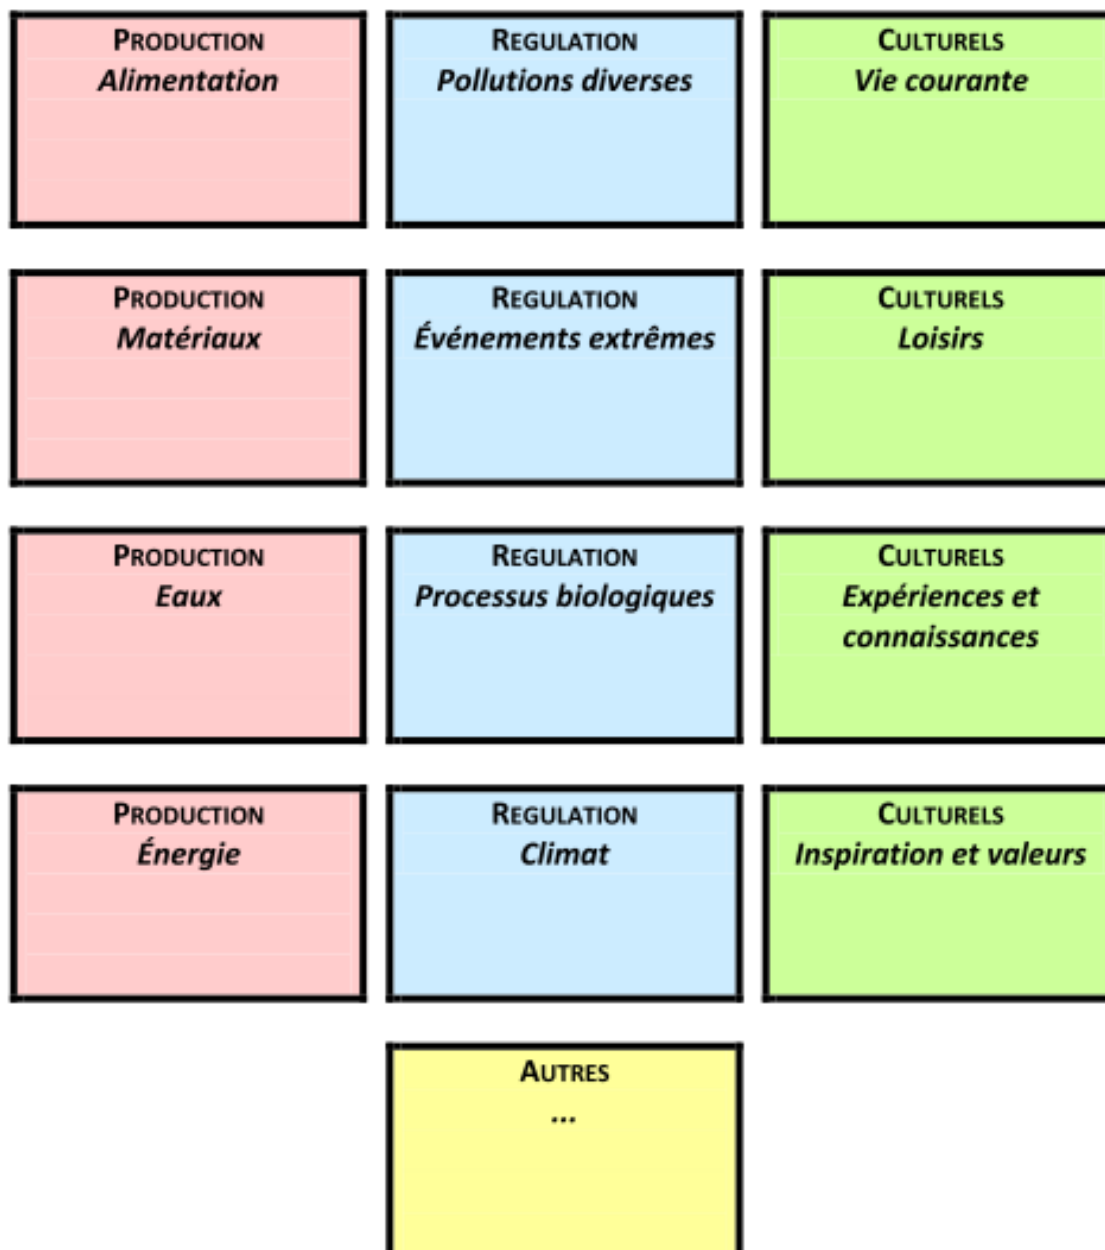 PRODUCTION
Alimentation
REGULATION
Pollutions diverses
CULTURELS
Vie courante
PRODUCTION
Matériaux
REGULATION
Événements extrêmes
CULTURELS
Loisirs
PRODUCTION
Eaux
REGULATION
Processus biologiques
CULTURELS
Expériences et
connaissances
PRODUCTION
Énergie
REGULATION
Climat
CULTURELS
Inspiration et valeurs
AUTRES
...